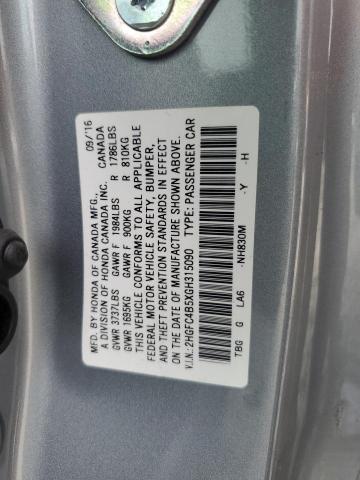 MFD. BY HONDA OF CANADA MFG., 09/16
A DIVISION OF HONDA CANADA INC. CANADA
GVWR 3737LBS GAWR F 1984LBS R 1786LBS
GVWR 1695KG GAWR F 900KG R 810KG
THIS VEHICLE CONFORMS TO ALL APPLICABLE
FEDERAL MOTOR VEHICLE SAFETY, BUMPER,
AND THEFT PREVENTION STANDARDS IN EFFECT
ON THE DATE OF MANUFACTURE SHOWN ABOVE.
V.I.N.: 2HGFC4B5XGH315090 TYPE: PASSENGER CAR
TBG G LA6 -NH830M -Y -H